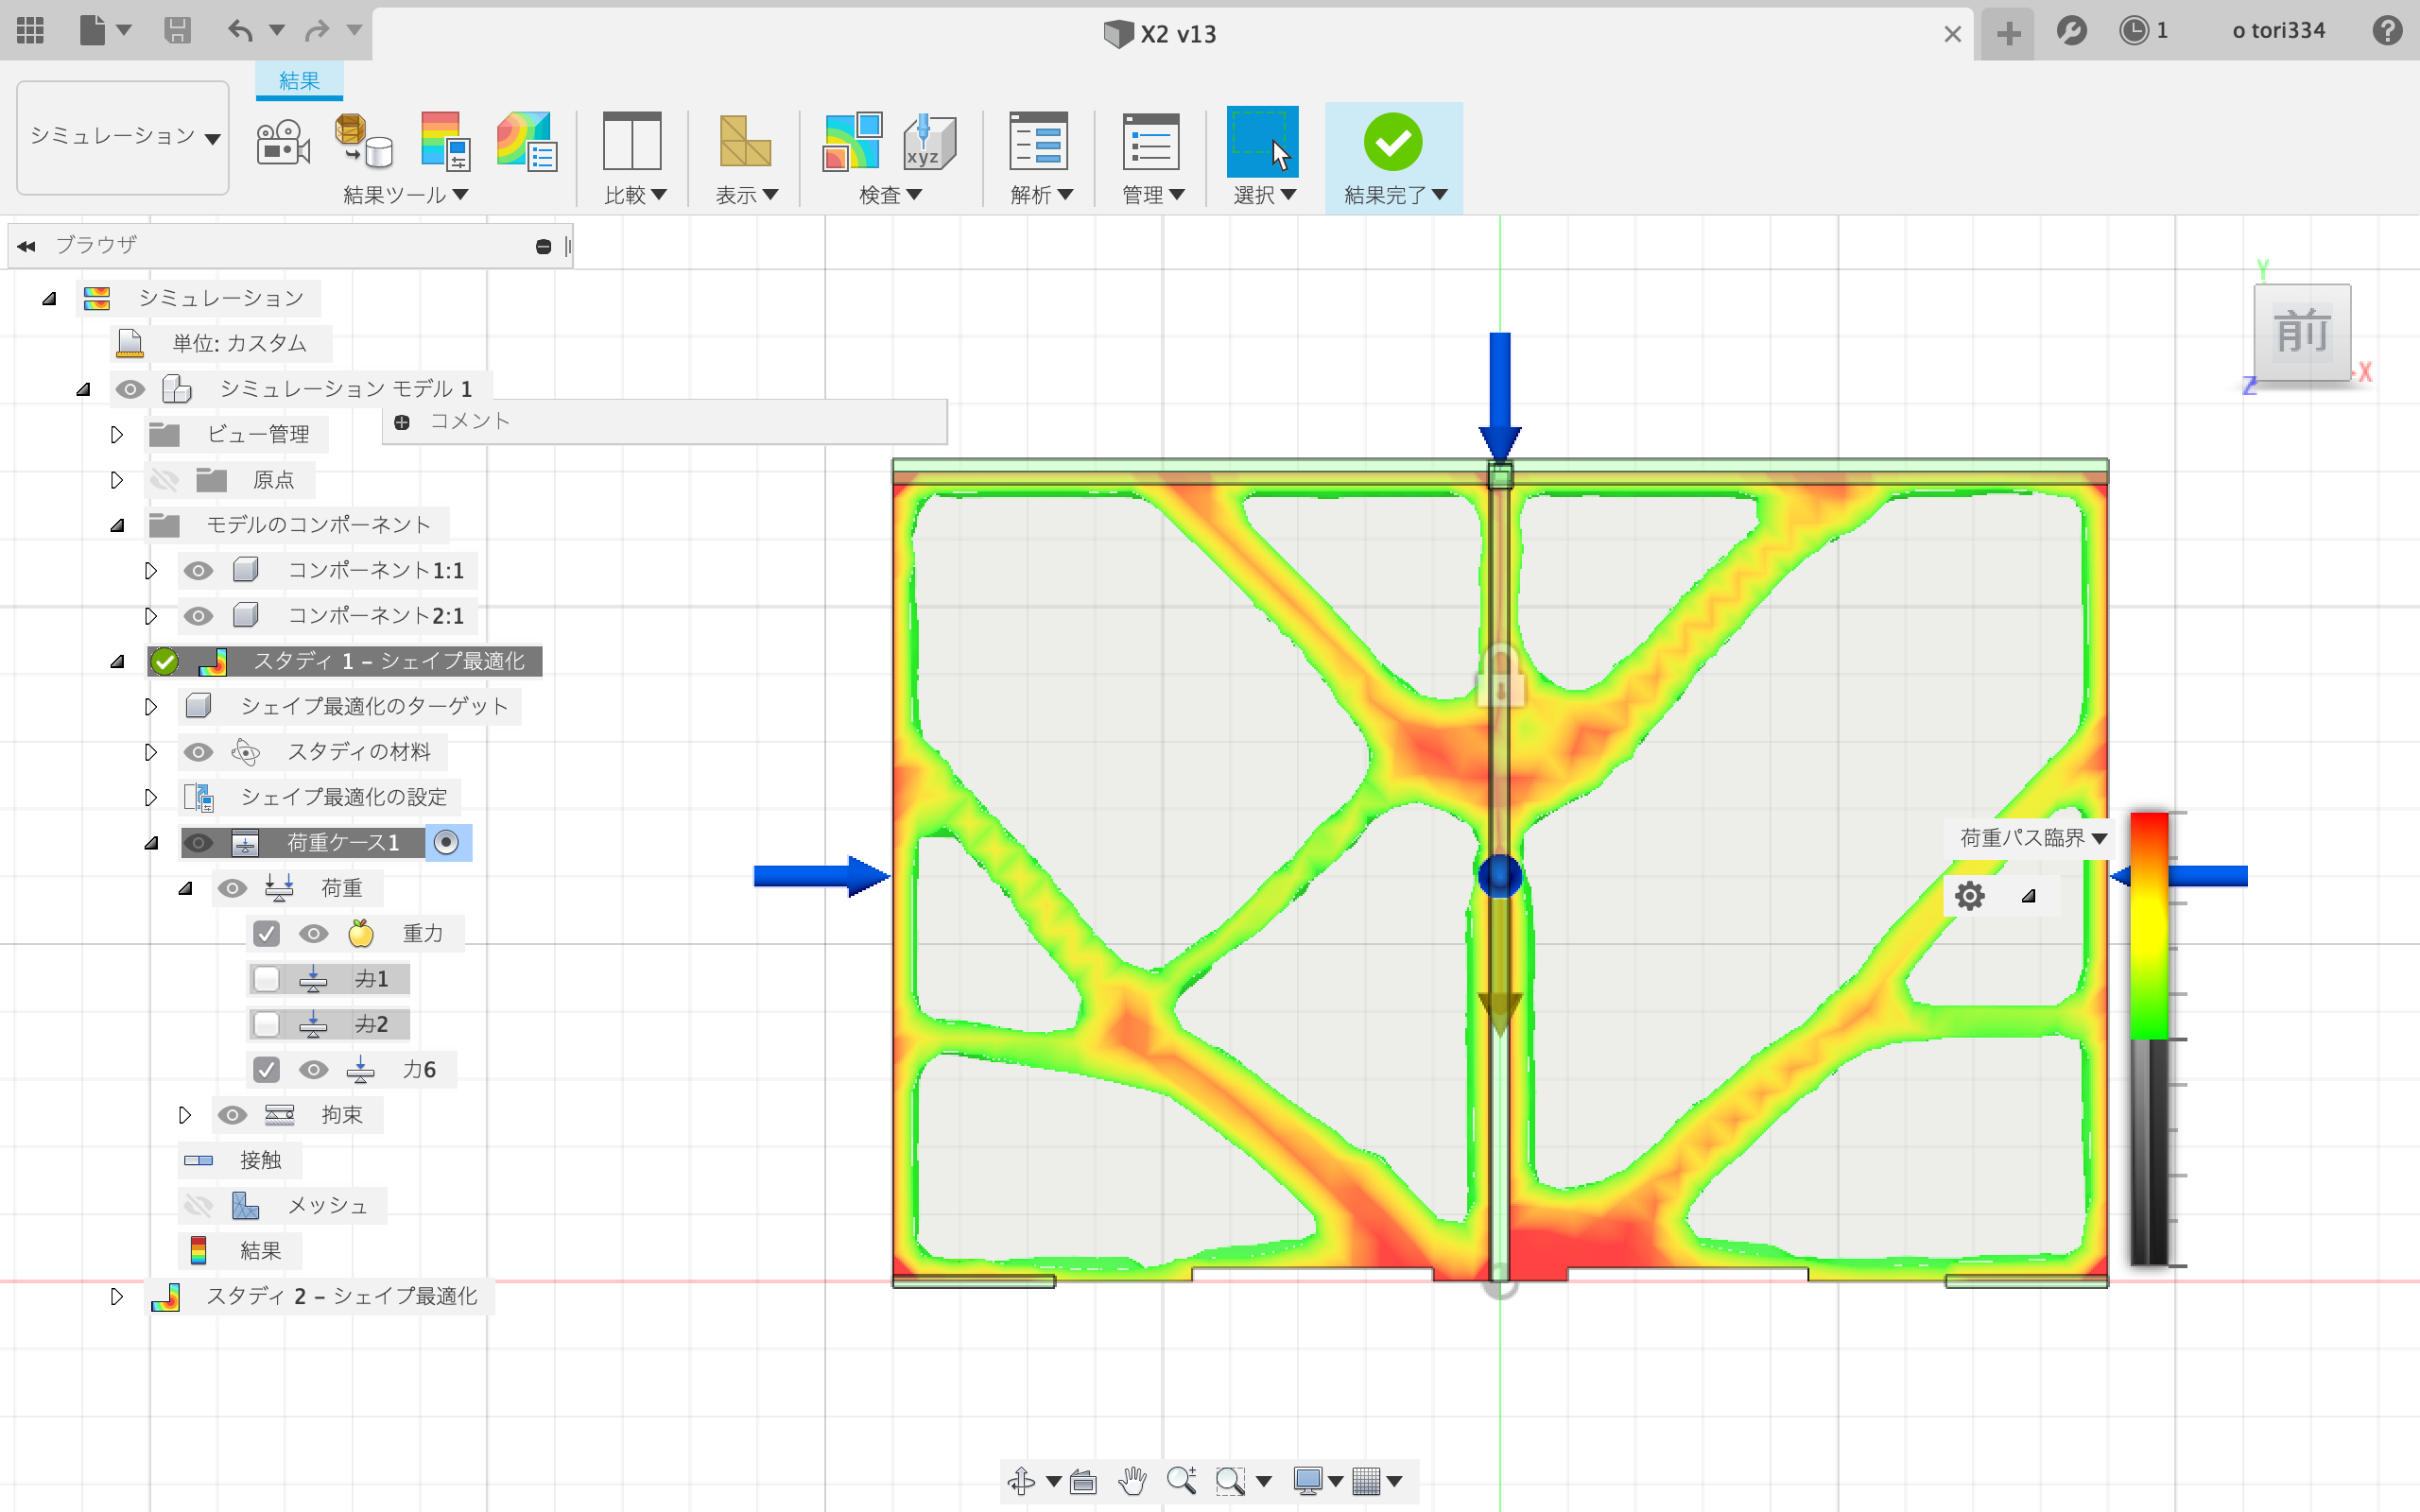 X2 v13
1
o tori334
結果
シミュレーション
結果ツール
比較
表示
xyz
検査
解析
管理
選択
結果完了
ブラウザ
シミュレーション
単位: カスタム
シミュレーション モデル 1
コメント
ビュー管理
原点
モデルのコンポーネント
コンポーネント1:1
コンポーネント2:1
スタディ 1 – シェイプ最適化
シェイプ最適化のターゲット
スタディの材料
シェイプ最適化の設定
荷重ケース1
荷重
重力
力1
力2
力6
拘束
接触
メッシュ
結果
スタディ 2 – シェイプ最適化
Y
前
X
Z
荷重パス臨界